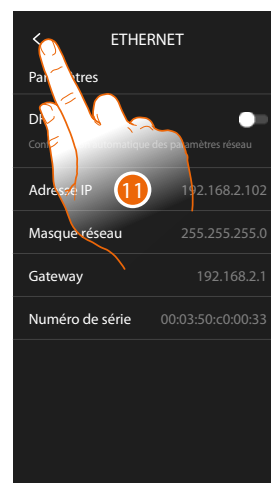 ETHERNET
Paramètres
automatique des paramètres réseau
Adresse IP 11 192.168.2.102
Masque réseau 255.255.255.0
Gateway 192.168.2.1
Numéro de série 00:03:50:c0:00:33